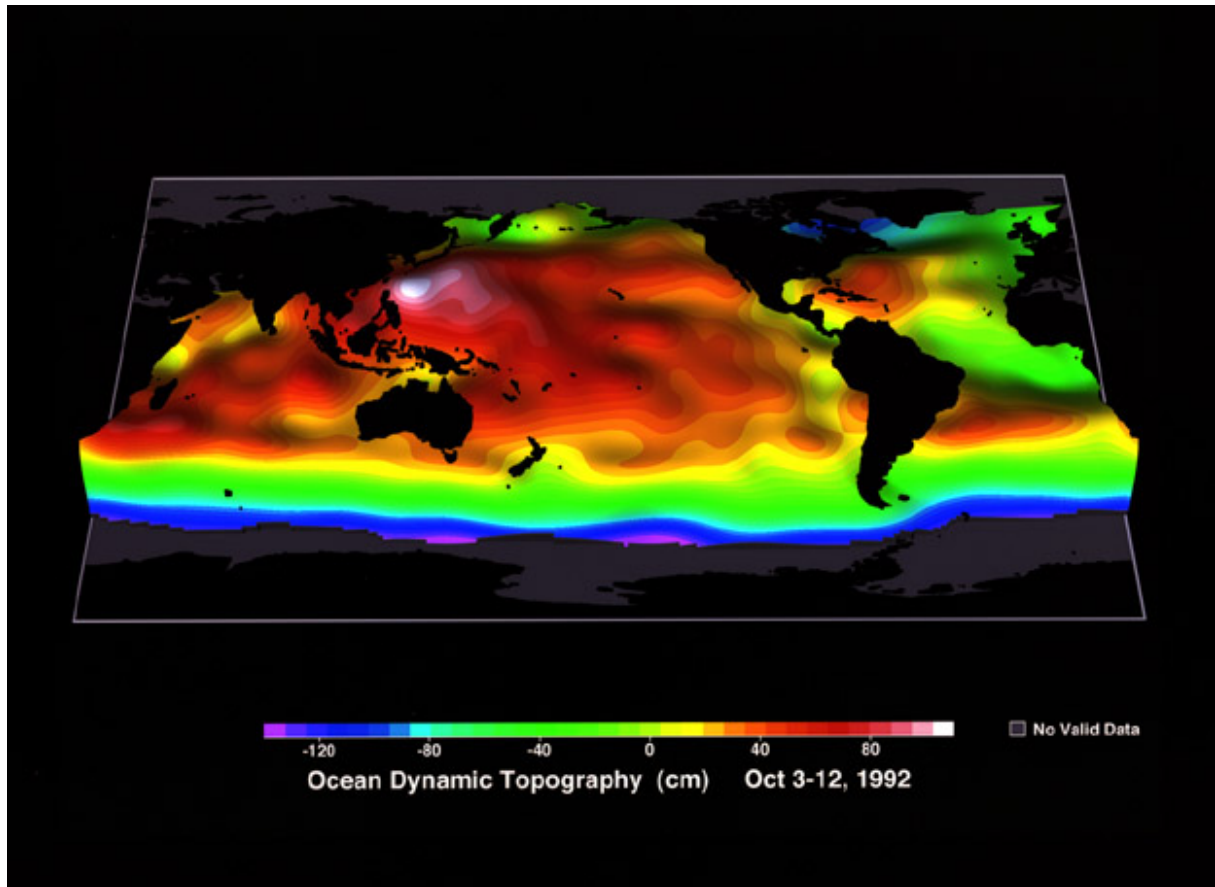 No Valid Data
-120 -80 -40 0 40 80
Ocean Dynamic Topography (cm) Oct 3-12, 1992